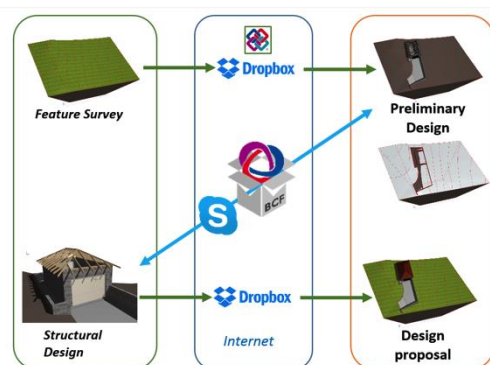 Feature Survey
Dropbox
Preliminary
Design
BCF
S
Structural
Design
Dropbox
Internet
Design
proposal